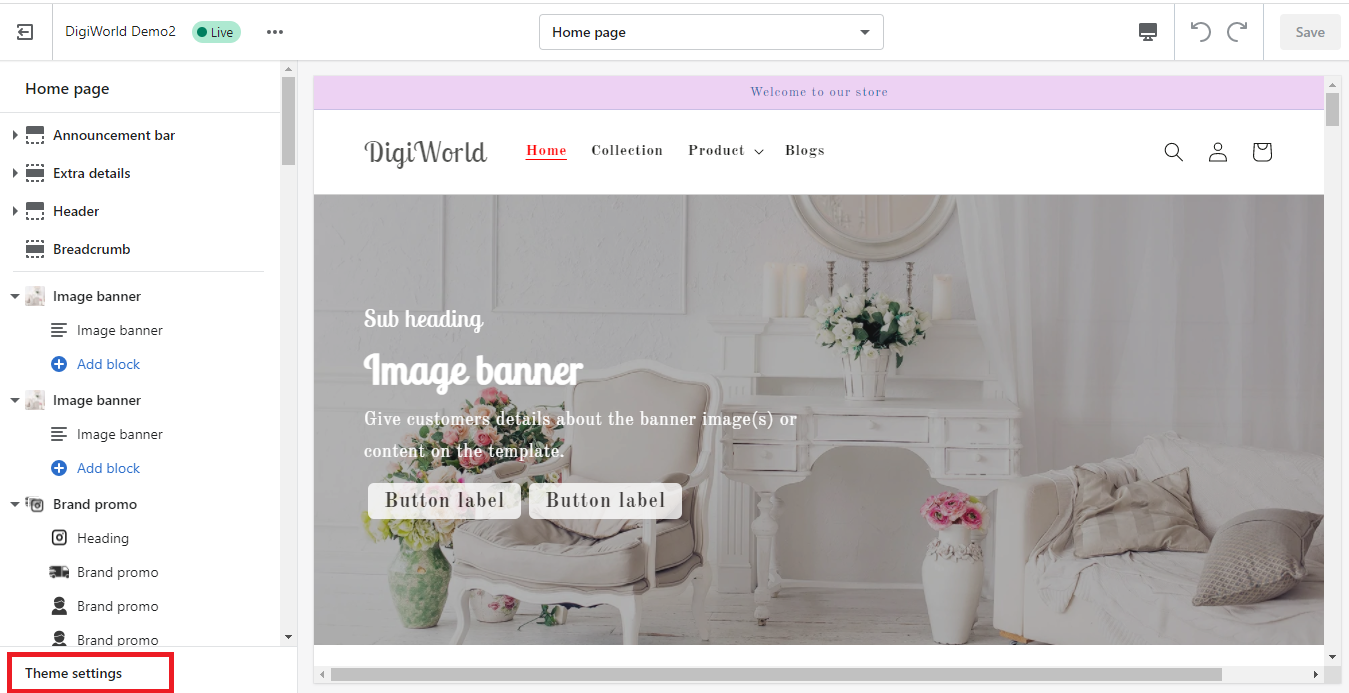 DigiWorld Demo2
Live
Home page
Save
Home page
Announcement bar
Extra details
Header
Breadcrumb
Image banner
Image banner
Add block
Image banner
Image banner
Add block
Brand promo
Heading
Brand promo
Brand promo
Brand promo
Theme settings
Welcome to our store
DigiWorld
Home Collection Product Blogs
Sub heading
Image banner
Give customers details about the banner image(s) or
content on the template.
Button label Button label